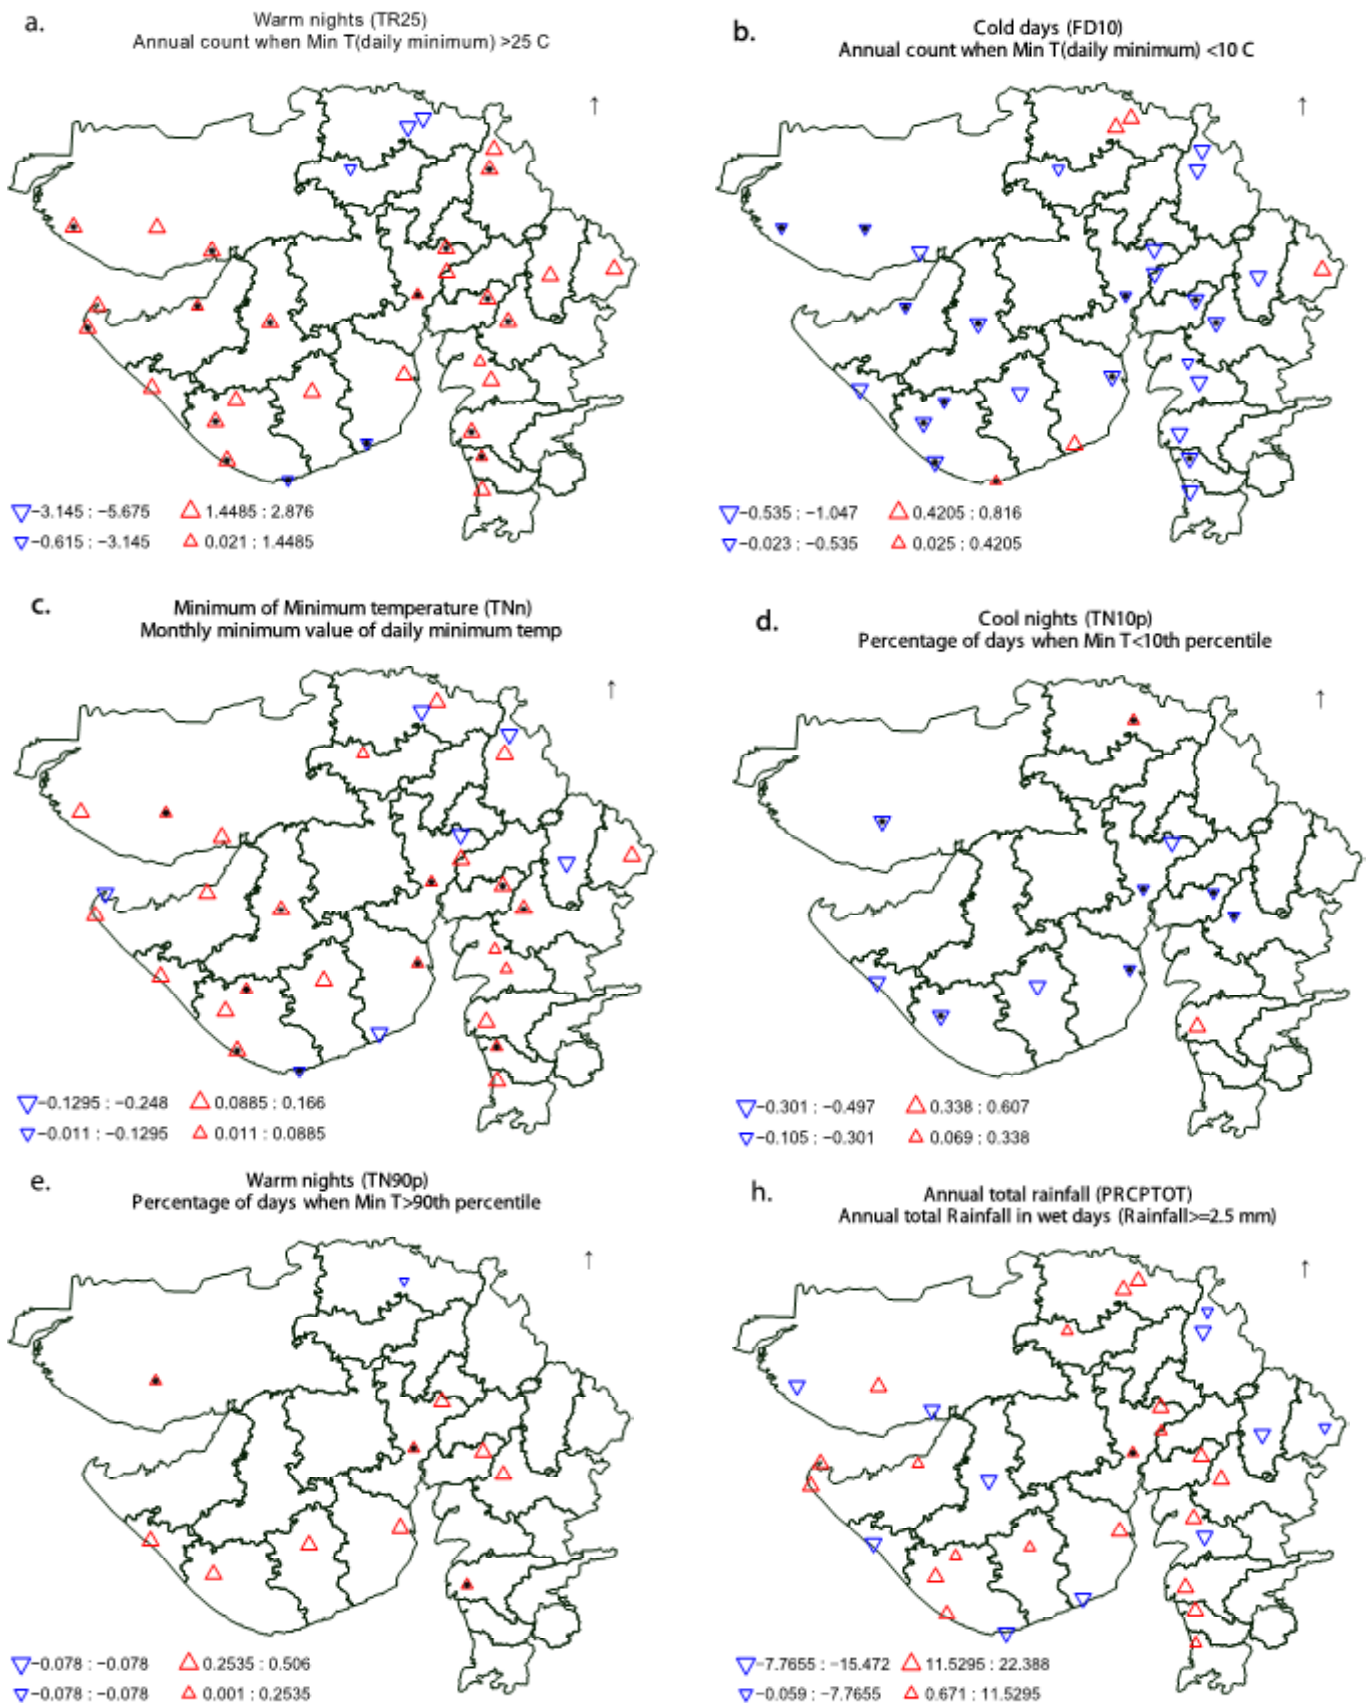 a.
Warm nights (TR25)
Annual count when Min T(daily minimum) >25 C
−3.145 : −5.675
1.4485 : 2.876
−0.615 : −3.145
0.021 : 1.4485
b.
Cold days (FD10)
Annual count when Min T(daily minimum) <10 C
−0.535 : −1.047
0.4205 : 0.816
−0.023 : −0.535
0.025 : 0.4205
c.
Minimum of Minimum temperature (TNn)
Monthly minimum value of daily minimum temp
−0.1295 : −0.248
0.0885 : 0.166
−0.011 : −0.1295
0.011 : 0.0885
d.
Cool nights (TN10p)
Percentage of days when Min T<10th percentile
−0.301 : −0.497
0.338 : 0.607
−0.105 : −0.301
0.069 : 0.338
e.
Warm nights (TN90p)
Percentage of days when Min T>90th percentile
−0.078 : −0.078
0.2535 : 0.506
−0.078 : −0.078
0.001 : 0.2535
h.
Annual total rainfall (PRCPTOT)
Annual total Rainfall in wet days (Rainfall>=2.5 mm)
−7.7655 : −15.472
11.5295 : 22.388
−0.059 : −7.7655
0.671 : 11.5295